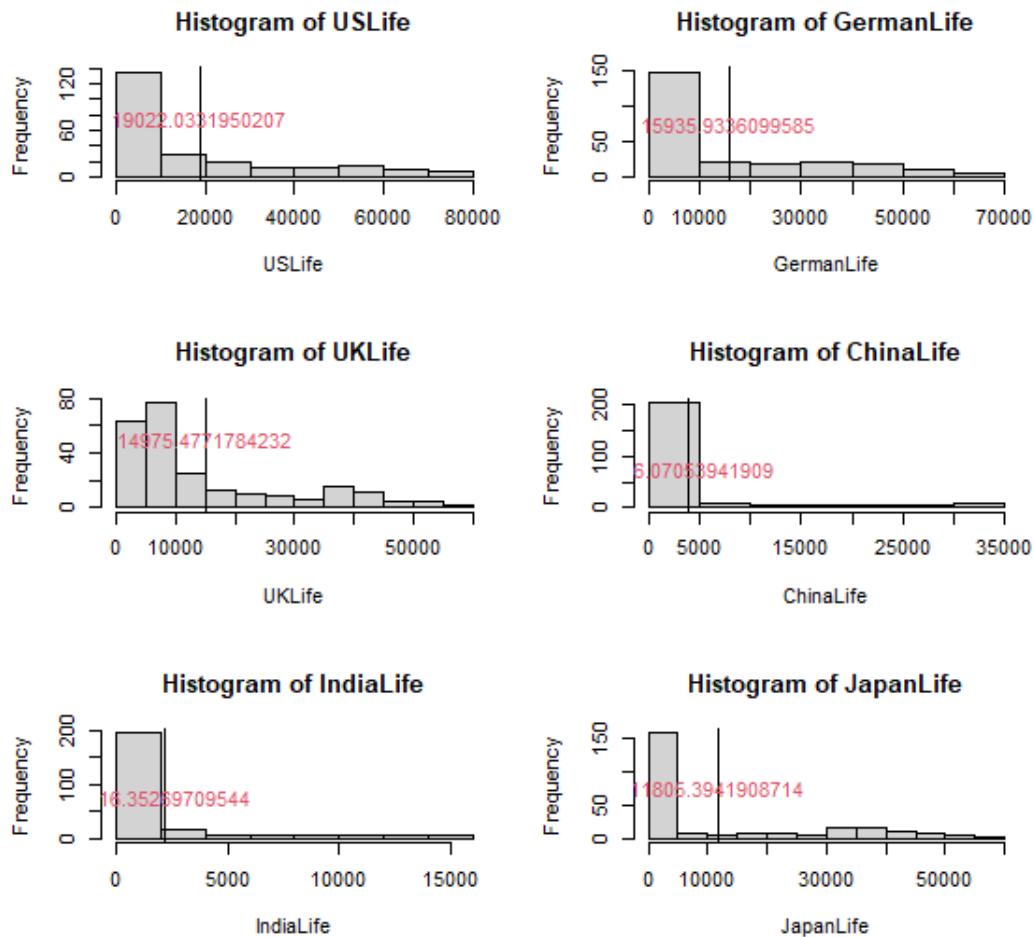 Histogram of USLife
Frequency
0 60 120
19022.0331950207
0 20000 40000 60000 80000
USLife
Histogram of GermanLife
Frequency
0 50 150
15935.9336099585
0 10000 30000 50000 70000
GermanLife
Histogram of UKLife
Frequency
0 40 80
14975.4771784232
0 10000 30000 50000
UKLife
Histogram of ChinaLife
Frequency
0 100 200
6.07053941909
0 5000 15000 25000 35000
ChinaLife
Histogram of IndiaLife
Frequency
0 100 200
16.35269709544
0 5000 10000 15000
IndiaLife
Histogram of JapanLife
Frequency
0 50 150
11805.3941908714
0 10000 30000 50000
JapanLife